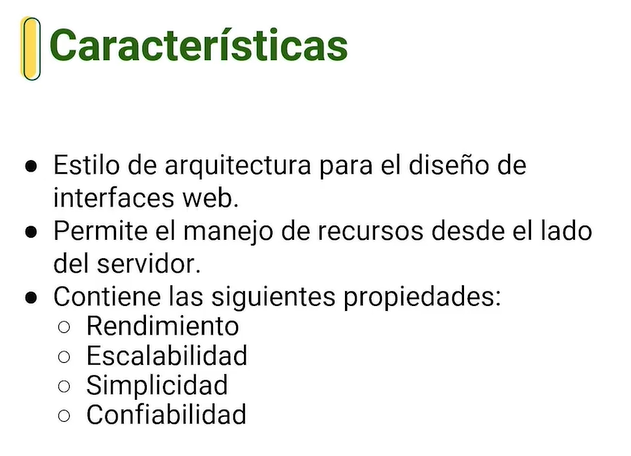 Características
● Estilo de arquitectura para el diseño de
interfaces web.
● Permite el manejo de recursos desde el lado
del servidor.
● Contiene las siguientes propiedades:
○ Rendimiento
○ Escalabilidad
○ Simplicidad
○ Confiabilidad